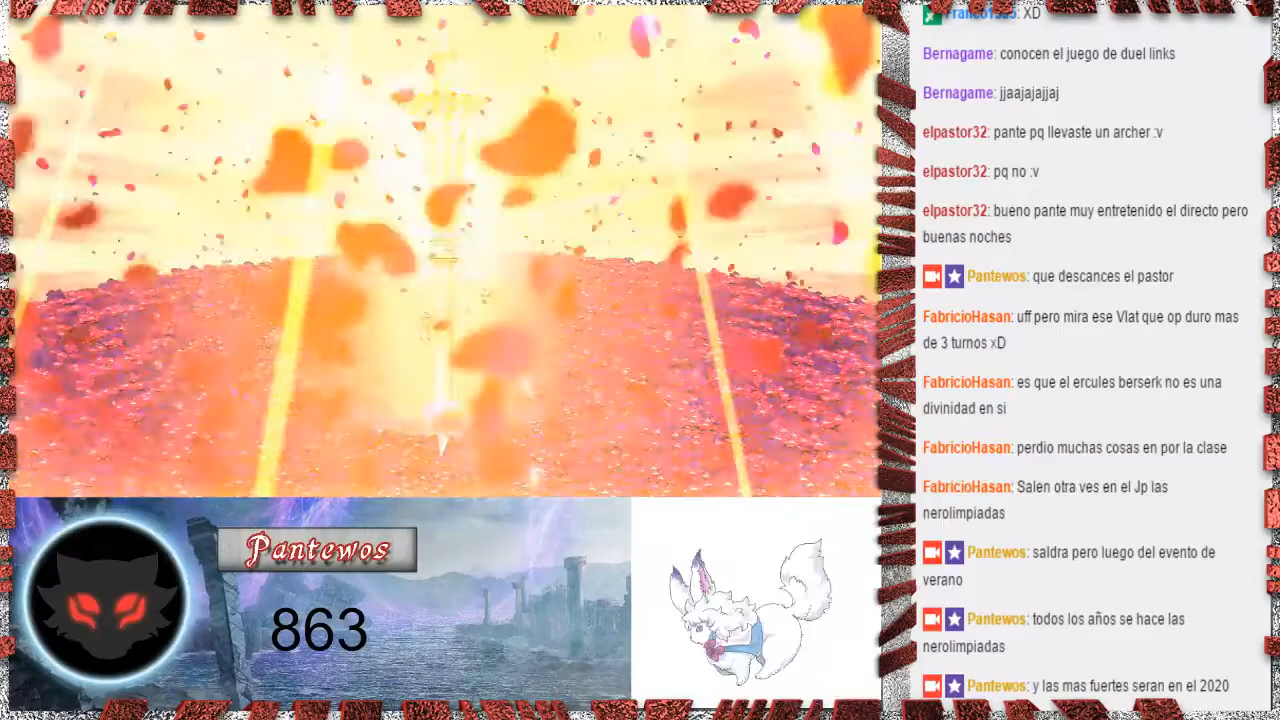 Pantewos
863
Franco1999: XD
Bernagame: conocen el juego de duel links
Bernagame: jjaajajajjaj
elpastor32: pante pq llevaste un archer :v
elpastor32: pq no :v
elpastor32: bueno pante muy entretenido el directo pero
buenas noches
Pantewos: que descances el pastor
FabricioHasan: uff pero mira ese Vlat que op duro mas
de 3 turnos xD
FabricioHasan: es que el ercules berserk no es una
divinidad en si
FabricioHasan: perdio muchas cosas en por la clase
FabricioHasan: Salen otra ves en el Jp las
nerolimpiadas
Pantewos: saldra pero luego del evento de
verano
Pantewos: todos los años se hace las
nerolimpiadas
Pantewos: y las mas fuertes seran en el 2020